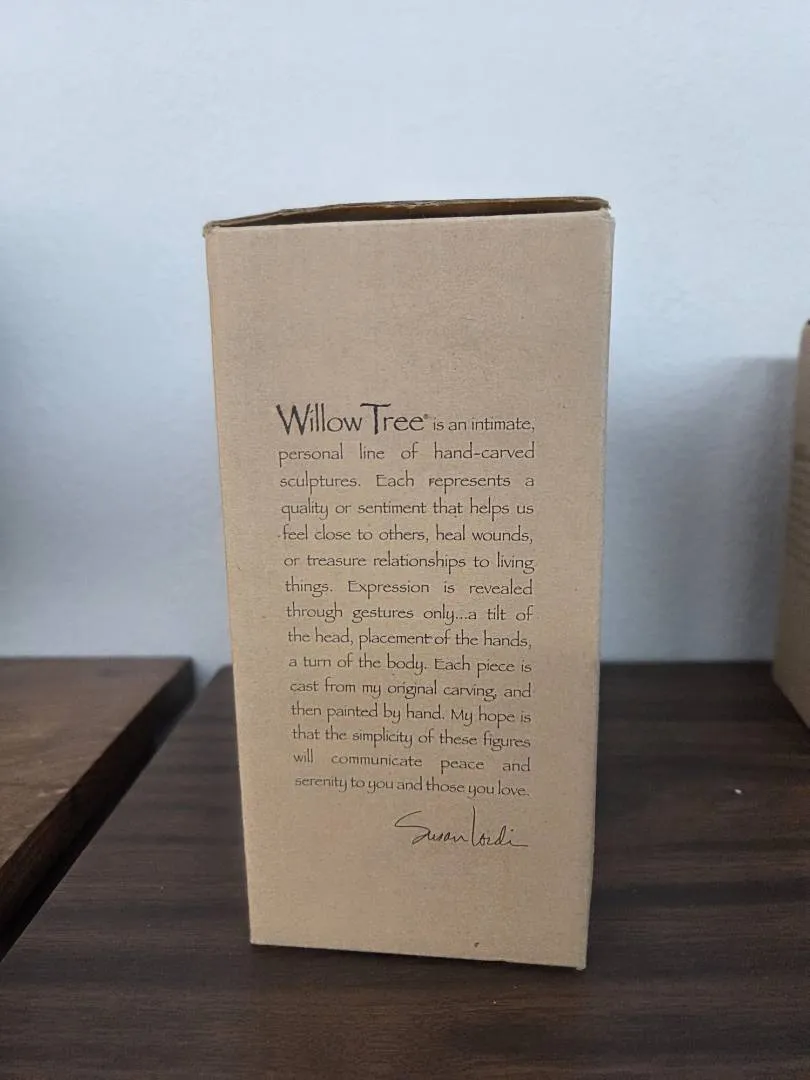 Willow Tree® is an intimate,
personal line of hand-carved
sculptures. Each represents a
quality or sentiment that helps us
feel close to others, heal wounds,
or treasure relationships to living
things. Expression is revealed
through gestures only...a tilt of
the head, placement of the hands,
a turn of the body. Each piece is
cast from my original carving, and
then painted by hand. My hope is
that the simplicity of these figures
will communicate peace and
serenity to you and those you love.
Susan Lordi